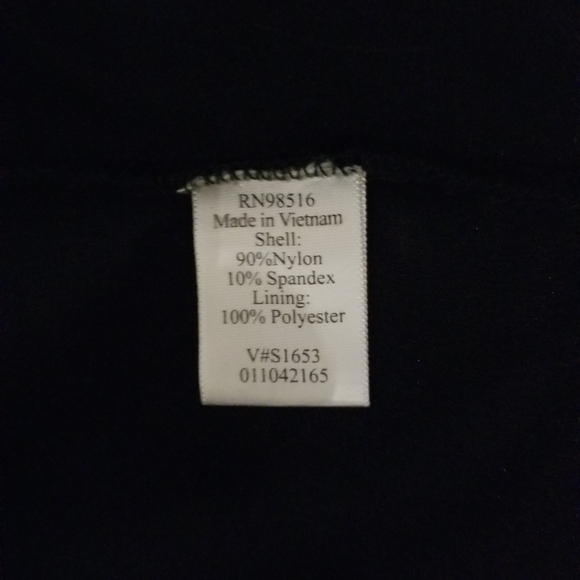 RN98516
Made in Vietnam
Shell:
90%Nylon
10% Spandex
Lining:
100% Polyester
V#S1653
011042165